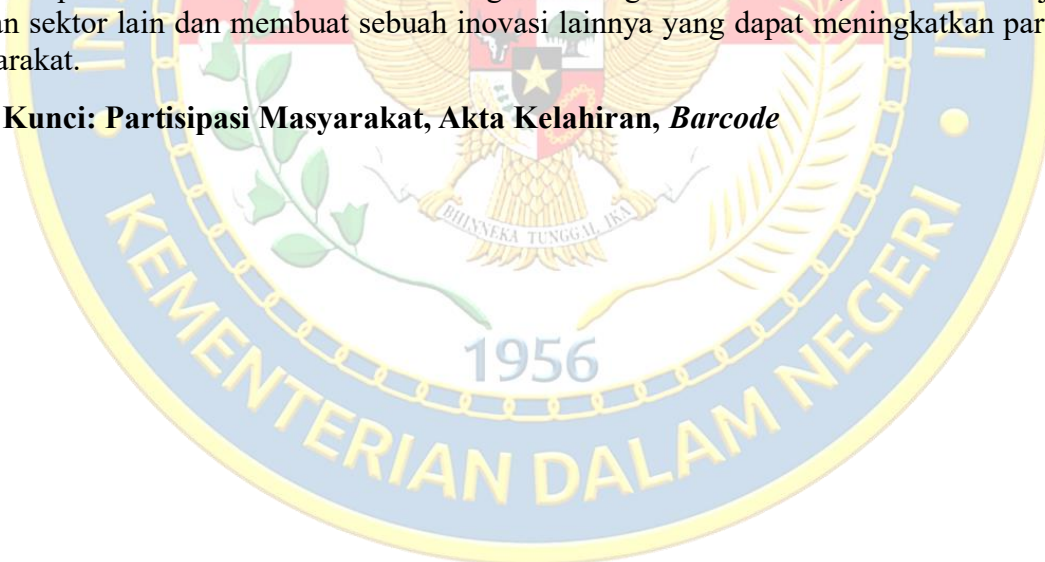 an sektor lain dan membuat sebuah inovasi lainnya yang dapat meningkatkan par
arakat.
Kunci: Partisipasi Masyarakat, Akta Kelahiran, Barcode
BHINNEKA TUNGGAL IKA
1956
KEMENTERIAN DALAM NEGERI